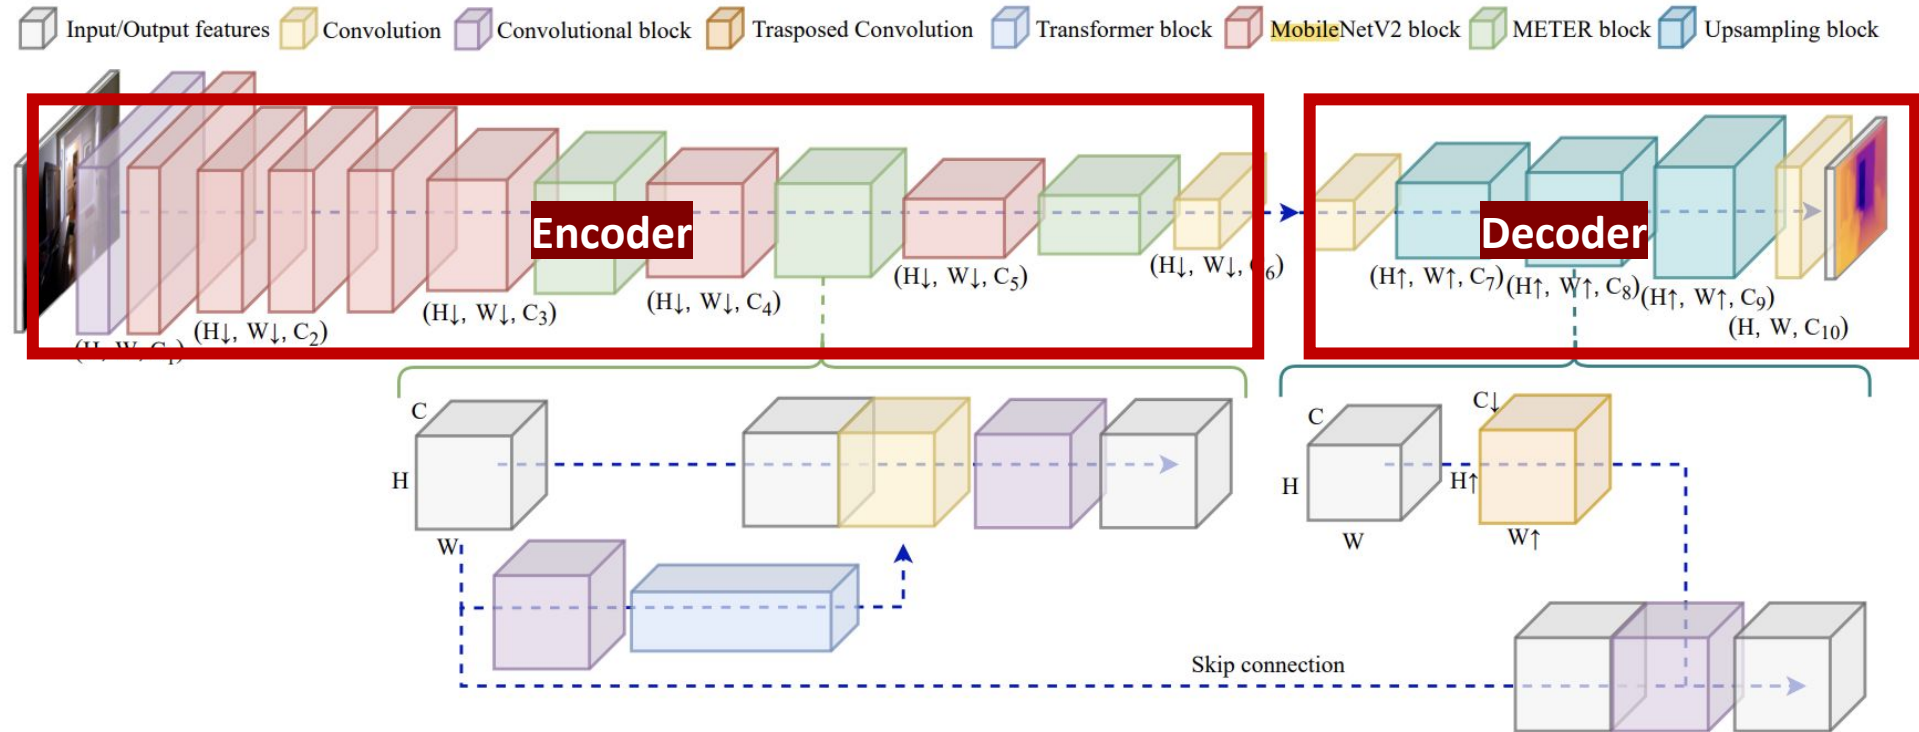 Input/Output features Convolution Convolutional block Trasposed Convolution Transformer block MobileNetV2 block METER block Upsampling block
Encoder
Decoder
(H↓, W↓, C2)
(H↓, W↓, C3)
(H↓, W↓, C4)
(H↓, W↓, C5)
(H↓, W↓, C6)
(H↑, W↑, C7)
(H↑, W↑, C8)
(H↑, W↑, C9)
(H, W, C10)
C
H
W
C
H
W
C↓
H↑
W↑
Skip connection